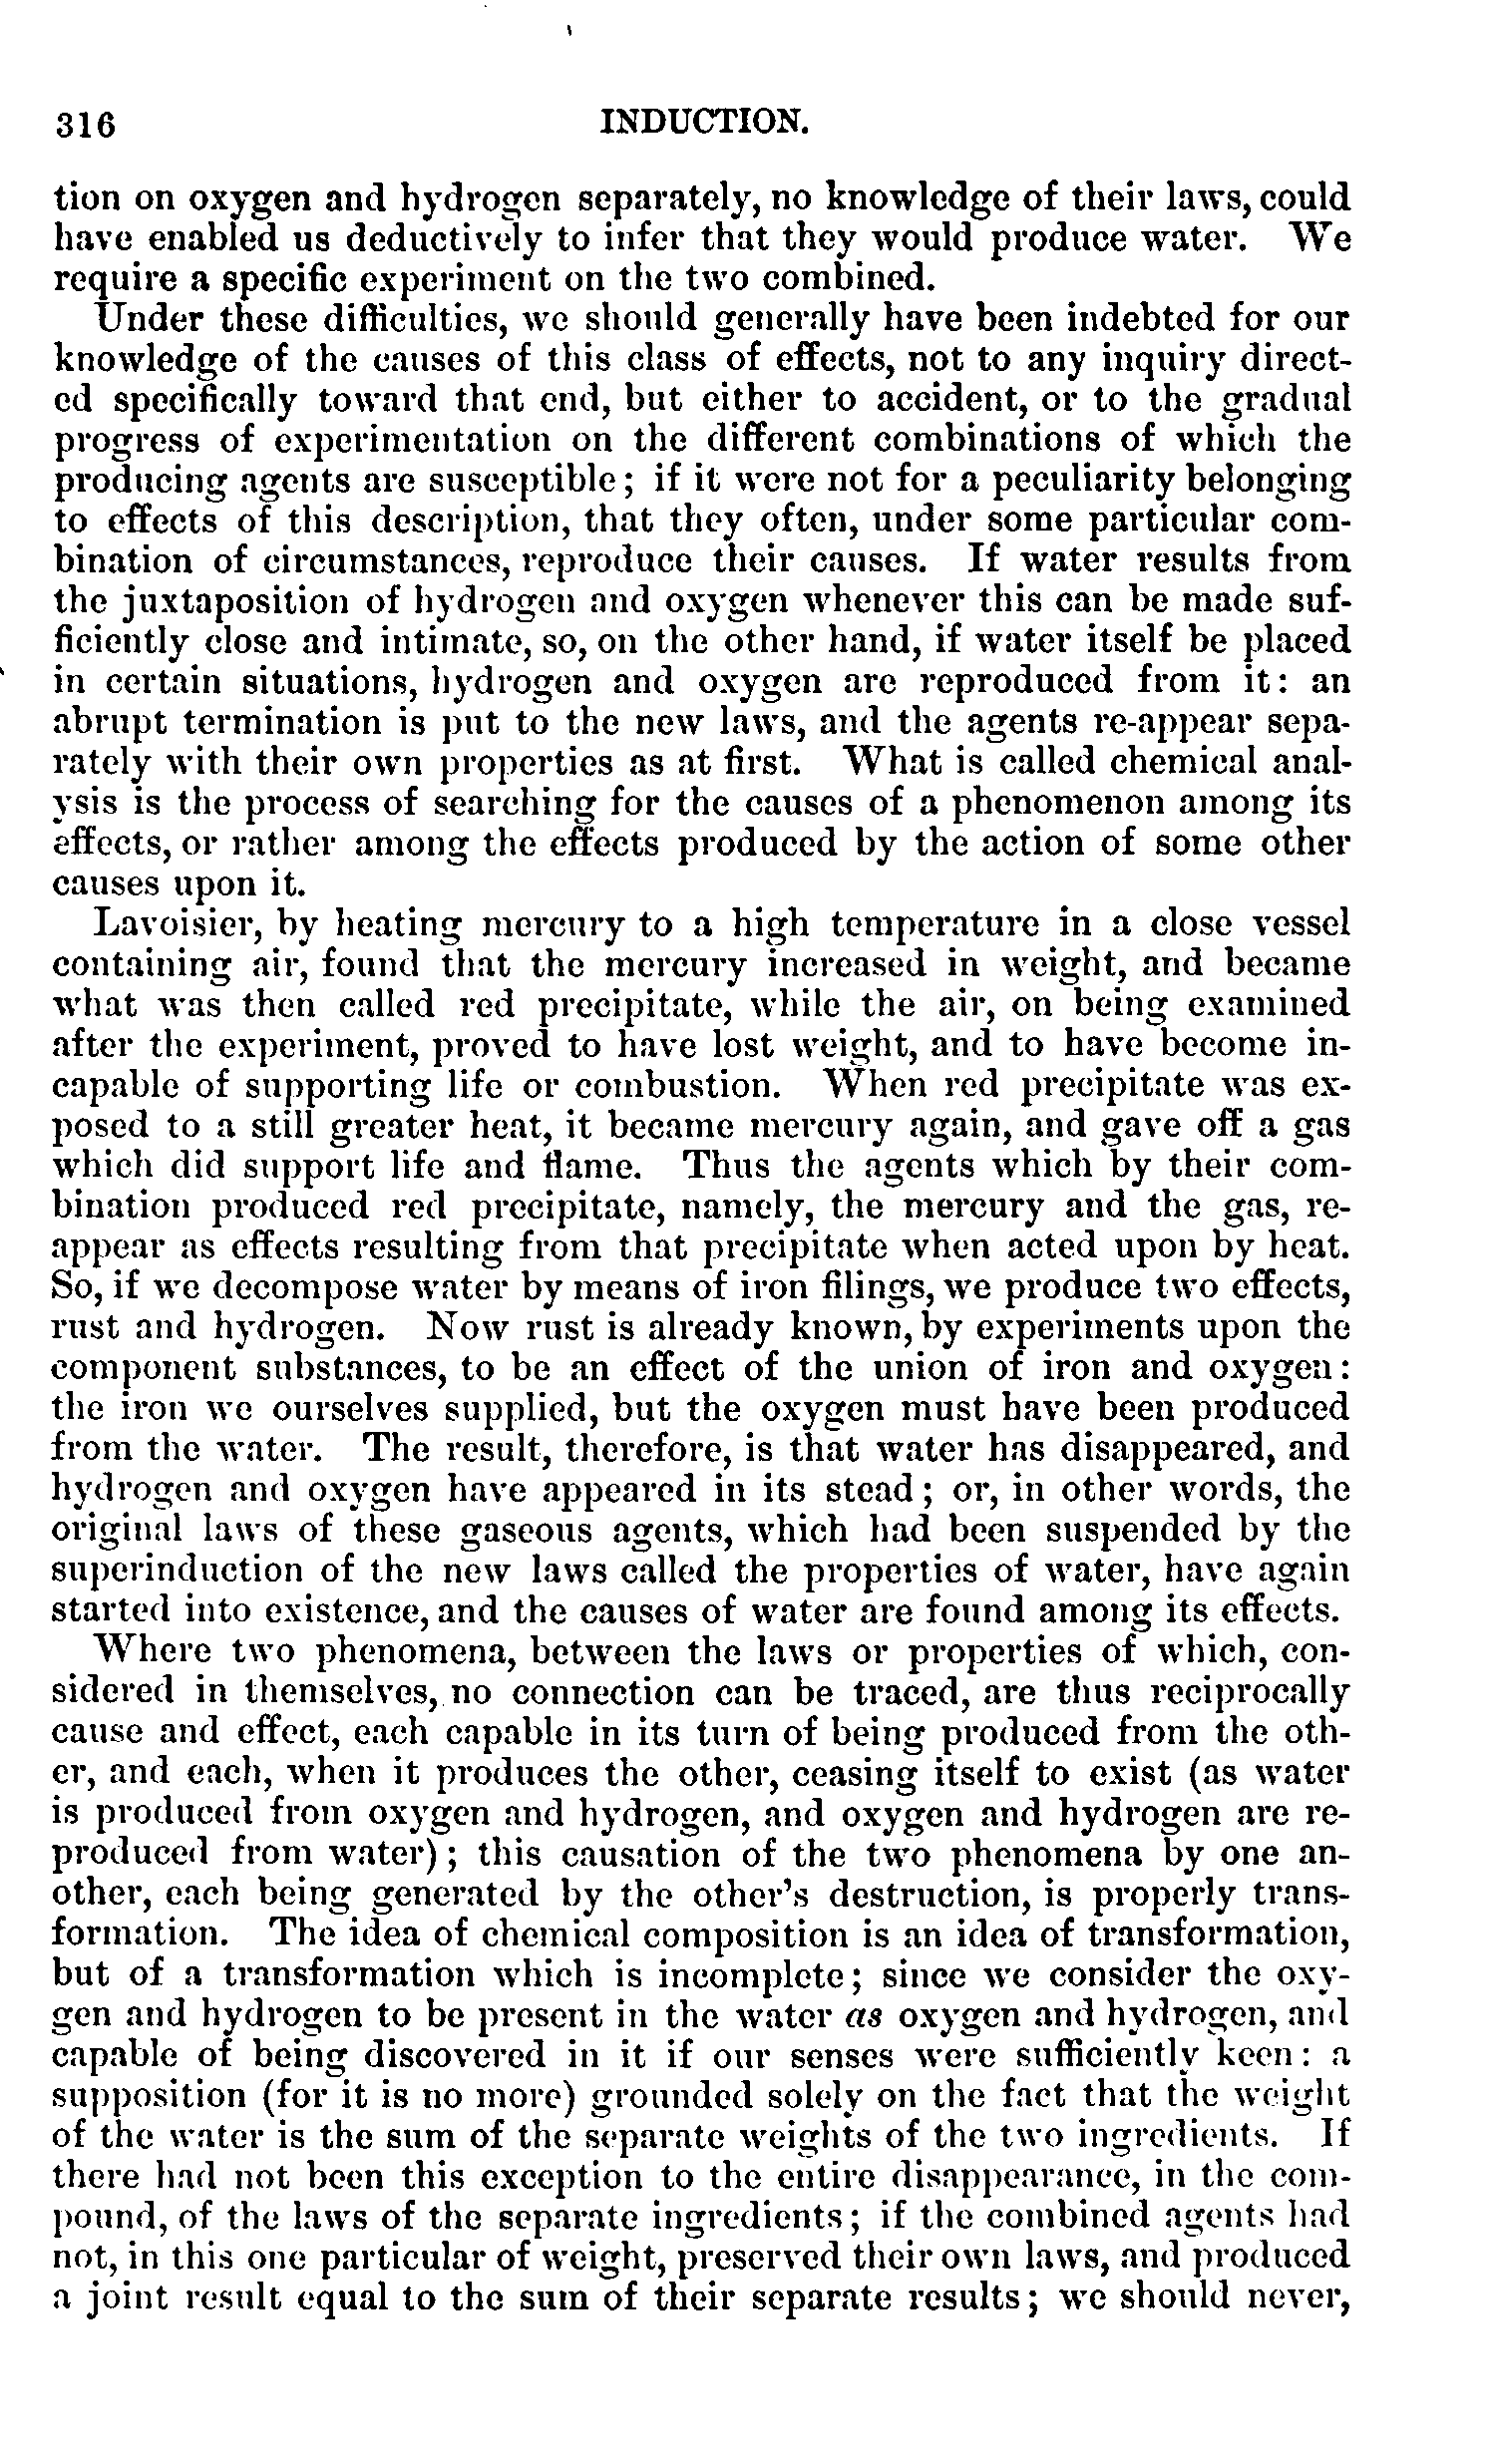 316 INDUCTION.
tion on oxygen and hydrogen separately, no knowledge of their laws, could
have enabled us deductively to infer that they would produce water. We
require a specific experiment on the two combined.
Under these difficulties, we should generally have been indebted for our
knowledge of the causes of this class of effects, not to any inquiry direct-
ed specifically toward that end, but either to accident, or to the gradual
progress of experimentation on the different combinations of which the
producing agents are susceptible; if it were not for a peculiarity belonging
to effects of this description, that they often, under some particular com-
bination of circumstances, reproduce their causes. If water results from
the juxtaposition of hydrogen and oxygen whenever this can be made suf-
ficiently close and intimate, so, on the other hand, if water itself be placed
in certain situations, hydrogen and oxygen are reproduced from it: an
abrupt termination is put to the new laws, and the agents re-appear sepa-
rately with their own properties as at first. What is called chemical anal-
ysis is the process of searching for the causes of a phenomenon among its
effects, or rather among the effects produced by the action of some other
causes upon it.
Lavoisier, by heating mercury to a high temperature in a close vessel
containing air, found that the mercury increased in weight, and became
what was then called red precipitate, while the air, on being examined
after the experiment, proved to have lost weight, and to have become in-
capable of supporting life or combustion. When red precipitate was ex-
posed to a still greater heat, it became mercury again, and gave off a gas
which did support life and flame. Thus the agents which by their com-
bination produced red precipitate, namely, the mercury and the gas, re-
appear as effects resulting from that precipitate when acted upon by heat.
So, if we decompose water by means of iron filings, we produce two effects,
rust and hydrogen. Now rust is already known, by experiments upon the
component substances, to be an effect of the union of iron and oxygen:
the iron we ourselves supplied, but the oxygen must have been produced
from the water. The result, therefore, is that water has disappeared, and
hydrogen and oxygen have appeared in its stead; or, in other words, the
original laws of these gaseous agents, which had been suspended by the
superinduction of the new laws called the properties of water, have again
started into existence, and the causes of water are found among its effects.
Where two phenomena, between the laws or properties of which, con-
sidered in themselves, no connection can be traced, are thus reciprocally
cause and effect, each capable in its turn of being produced from the oth-
er, and each, when it produces the other, ceasing itself to exist (as water
is produced from oxygen and hydrogen, and oxygen and hydrogen are re-
produced from water); this causation of the two phenomena by one an-
other, each being generated by the other's destruction, is properly trans-
formation. The idea of chemical composition is an idea of transformation,
but of a transformation which is incomplete; since we consider the oxy-
gen and hydrogen to be present in the water as oxygen and hydrogen, and
capable of being discovered in it if our senses were sufficiently keen: a
supposition (for it is no more) grounded solely on the fact that the weight
of the water is the sum of the separate weights of the two ingredients. If
there had not been this exception to the entire disappearance, in the com-
pound, of the laws of the separate ingredients; if the combined agents had
not, in this one particular of weight, preserved their own laws, and produced
a joint result equal to the sum of their separate results; we should never,